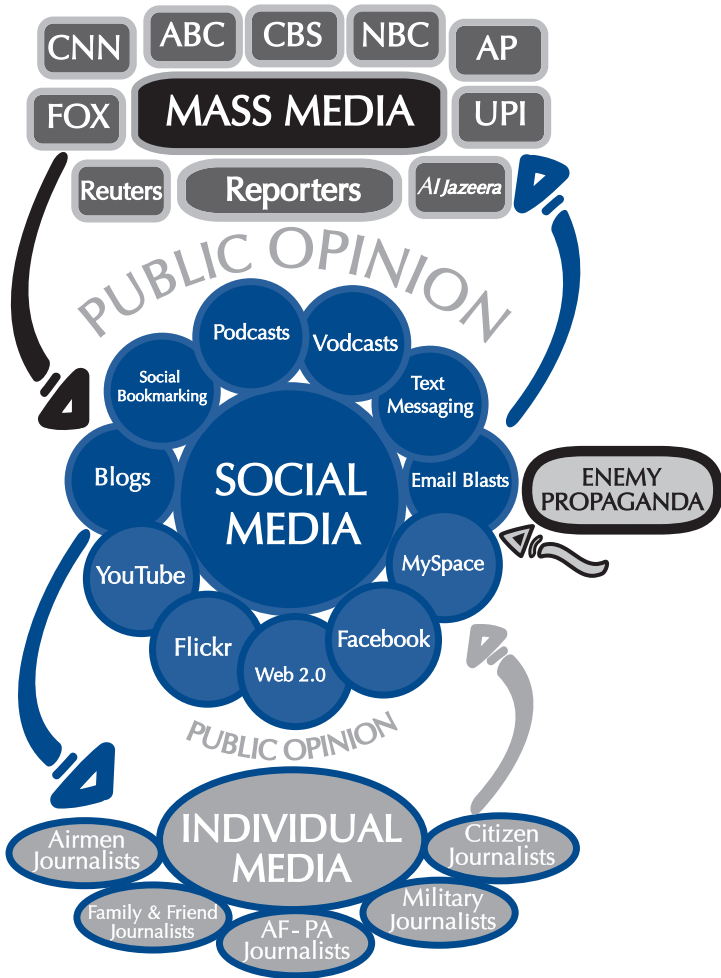 CNN
ABC
CBS
NBC
AP
FOX
MASS MEDIA
UPI
Reuters
Reporters
Al Jazeera
PUBLIC OPINION
Podcasts
Vodcasts
Social
Bookmarking
Text
Messaging
Blogs
SOCIAL
MEDIA
Email Blasts
ENEMY
PROPAGANDA
YouTube
MySpace
Flickr
Web 2.0
Facebook
PUBLIC OPINION
INDIVIDUAL
MEDIA
Airmen
Journalists
Citizen
Journalists
Family & Friend
Journalists
AF-PA
Journalists
Military
Journalists